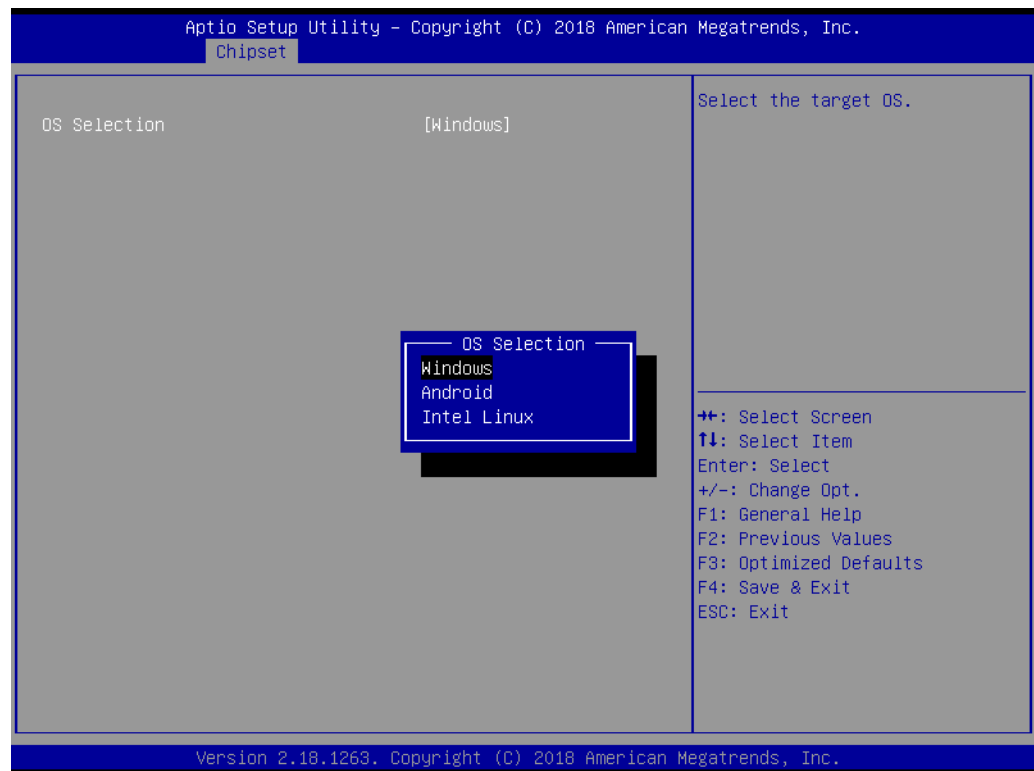 Aptio Setup Utility – Copyright (C) 2018 American Megatrends, Inc.
Chipset
OS Selection [Windows]
Select the target OS.
OS Selection
Windows
Android
Intel Linux
→←: Select Screen
↑↓: Select Item
Enter: Select
+/-: Change Opt.
F1: General Help
F2: Previous Values
F3: Optimized Defaults
F4: Save & Exit
ESC: Exit
Version 2.18.1263. Copyright (C) 2018 American Megatrends, Inc.